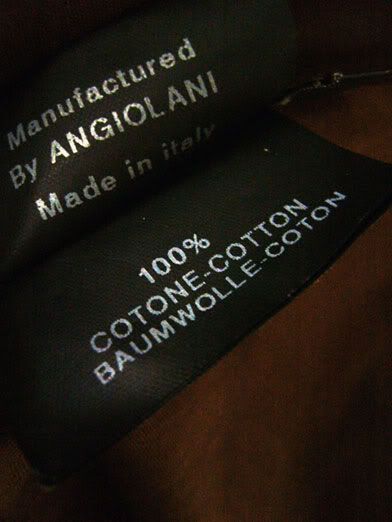 Manufactured
By ANGIOLANI
Made in italy
100%
COTONE-COTTON
BAUMWOLLE-COTON